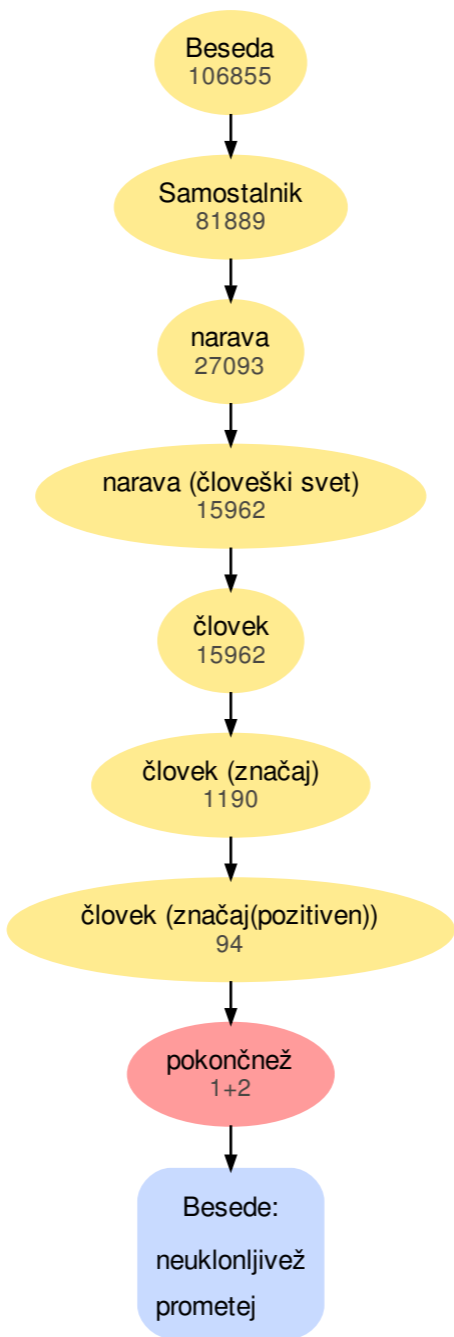 Beseda
106855
Samostalnik
81889
narava
27093
narava (človeški svet)
15962
človek
15962
človek (značaj)
1190
človek (značaj(pozitiven))
94
pokončnež
1+2
Besede:
neuklonljivež
prometej